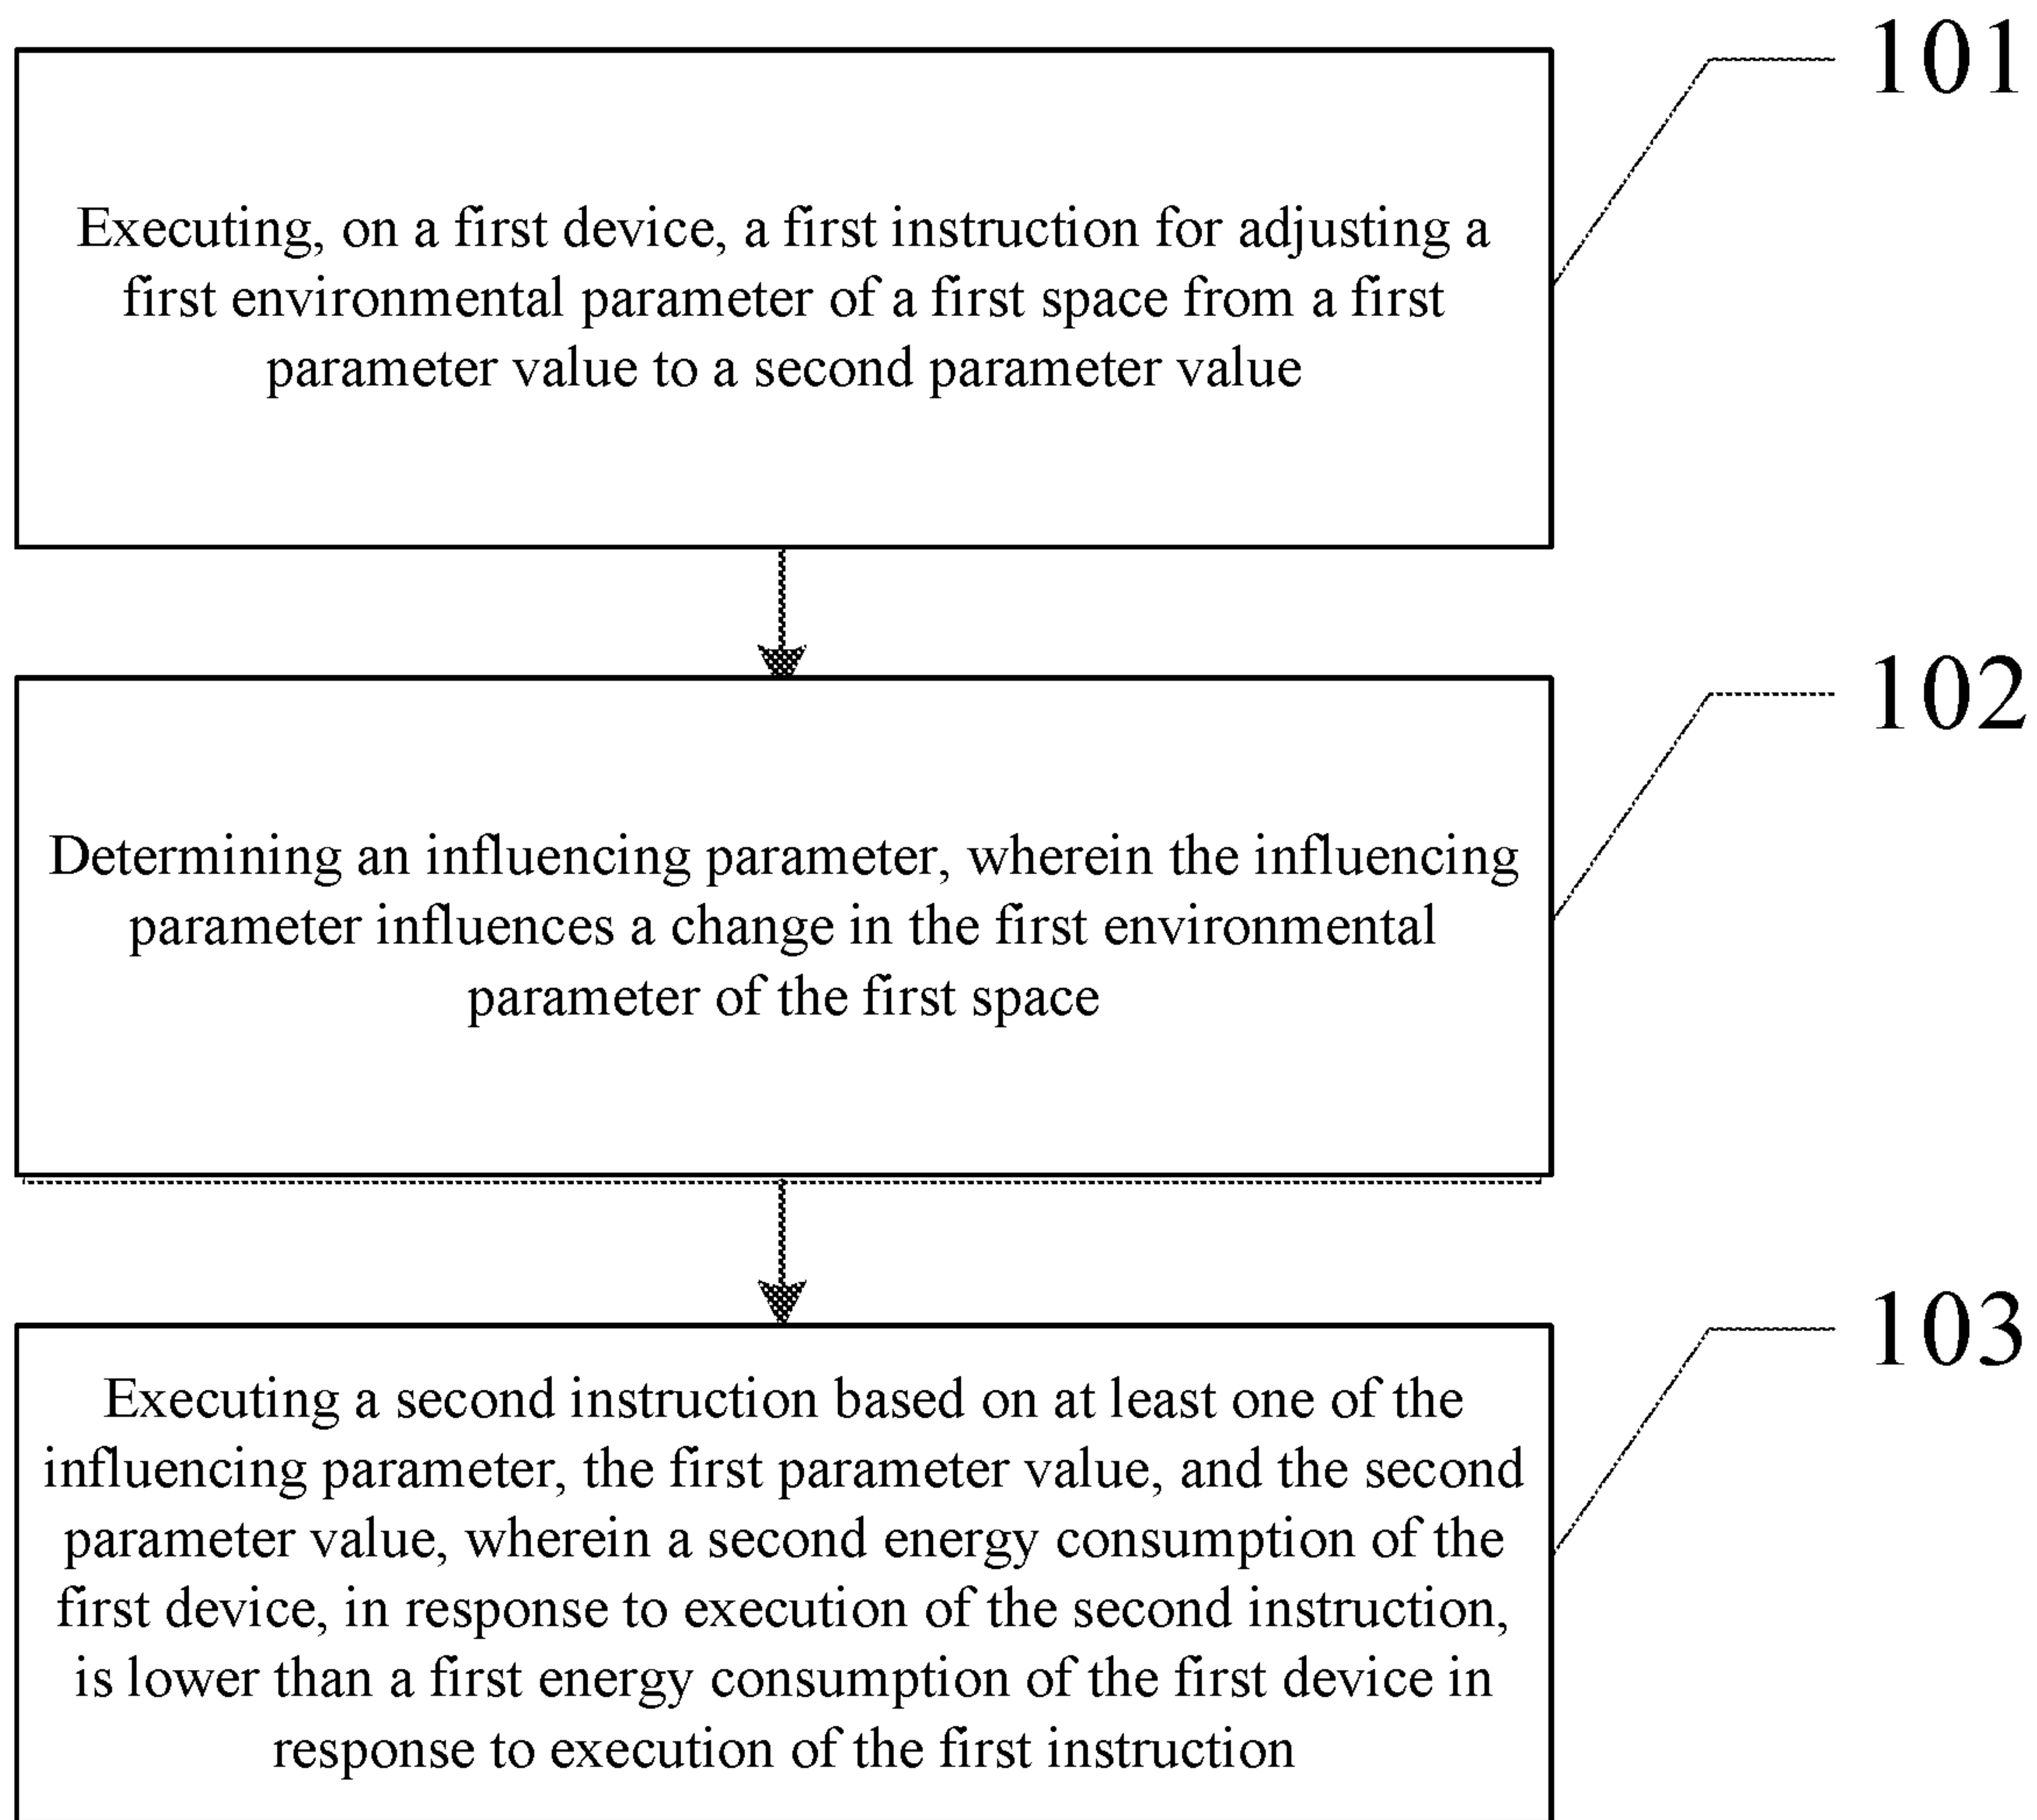 101
Executing, on a first device, a first instruction for adjusting a
first environmental parameter of a first space from a first
parameter value to a second parameter value
102
Determining an influencing parameter, wherein the influencing
parameter influences a change in the first environmental
parameter of the first space
103
Executing a second instruction based on at least one of the
influencing parameter, the first parameter value, and the second
parameter value, wherein a second energy consumption of the
first device, in response to execution of the second instruction,
is lower than a first energy consumption of the first device in
response to execution of the first instruction